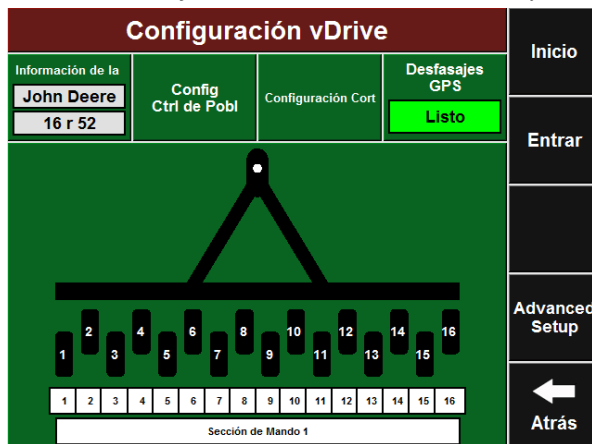 Configuración vDrive
Inicio
Información de la
John Deere
16 r 52
Config
Ctrl de Pobl
Configuración Cort
Desfasajes
GPS
Listo
Entrar
Advanced
Setup
Atrás
2 4 6 8 10 12 14 16
1 3 5 7 9 11 13 15
1 2 3 4 5 6 7 8 9 10 11 12 13 14 15 16
Sección de Mando 1